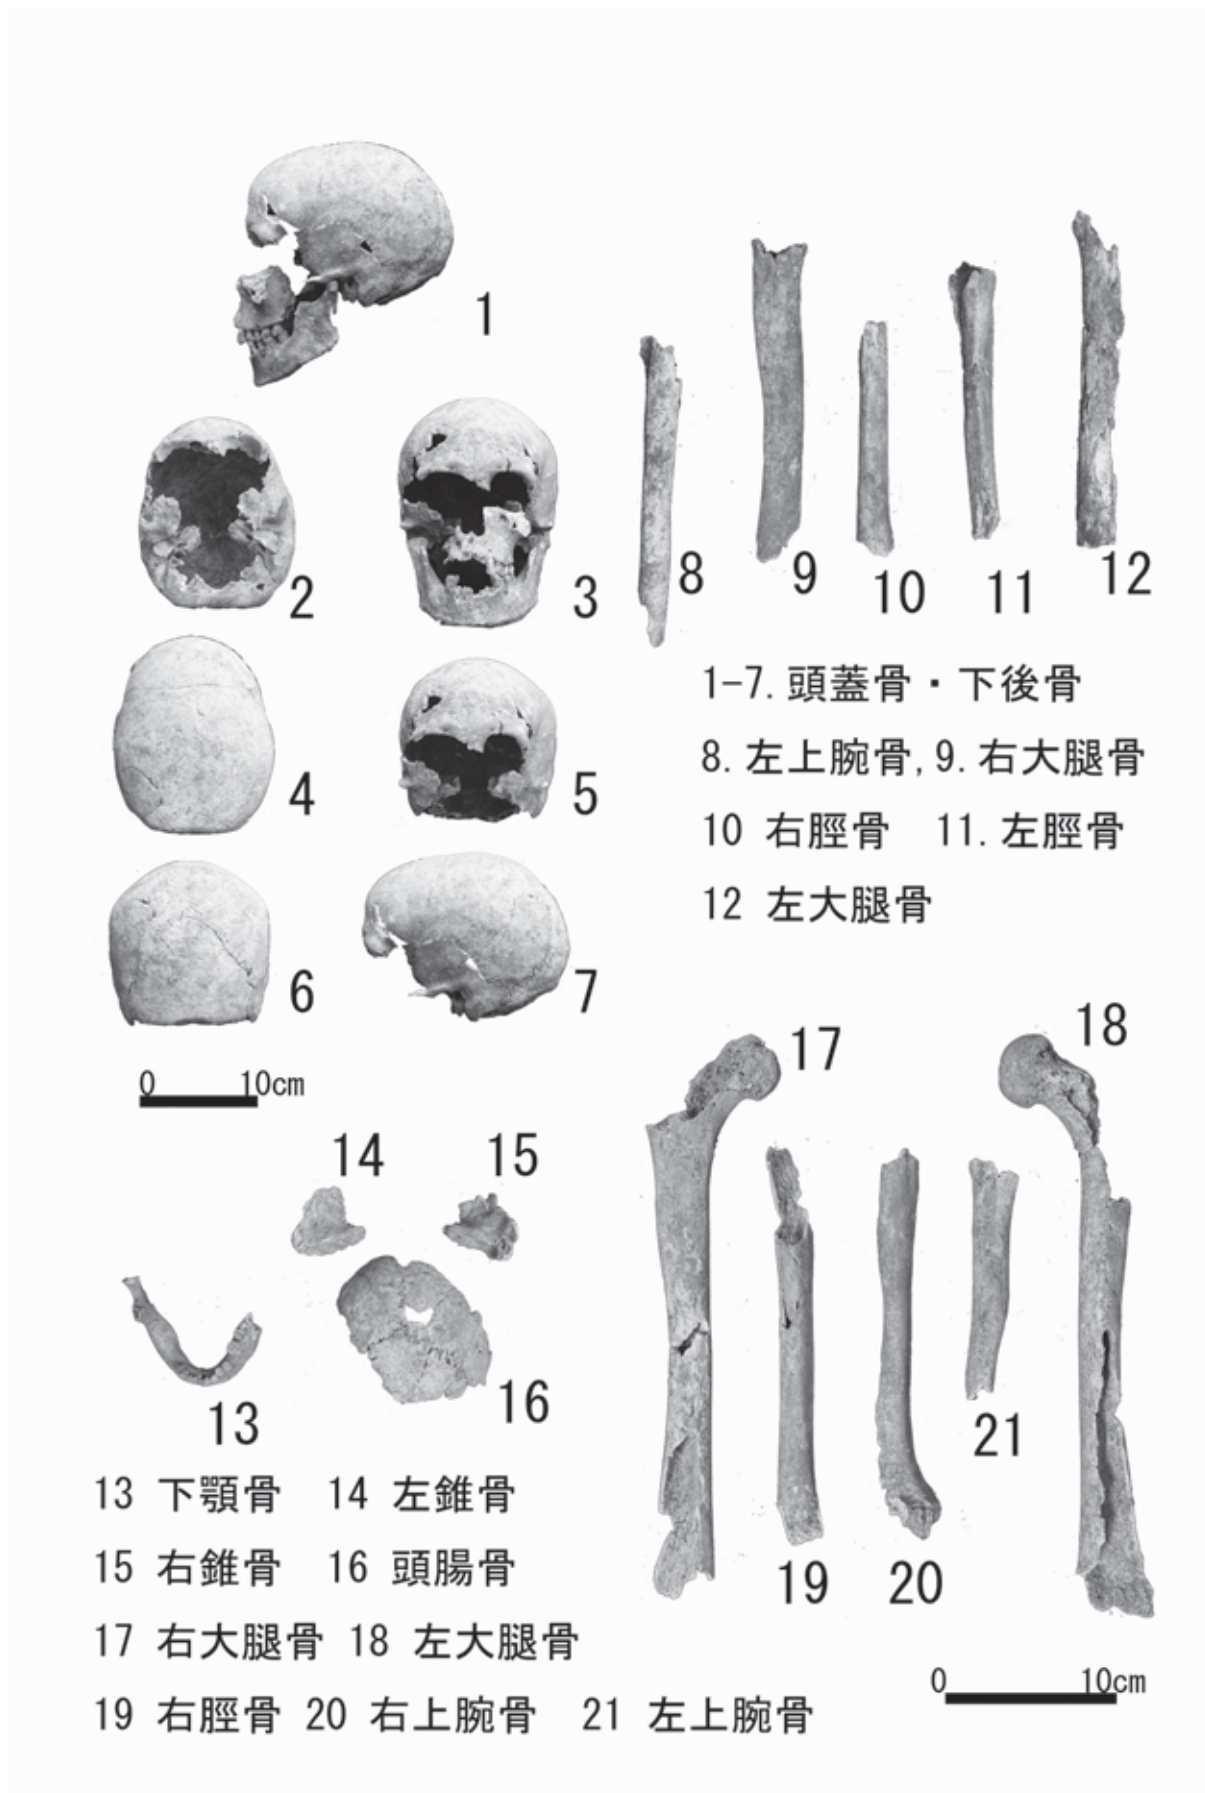 1
2
3
4
5
6
7
0 10cm
8
9
10
11
12
1-7. 頭蓋骨・下後骨
8. 左上腕骨, 9. 右大腿骨
10 右脛骨 11. 左脛骨
12 左大腿骨
14
15
13
16
13 下顎骨 14 左錐骨
15 右錐骨 16 頭腸骨
17 右大腿骨 18 左大腿骨
19 右脛骨 20 右上腕骨 21 左上腕骨
17
18
19
20
21
0 10cm